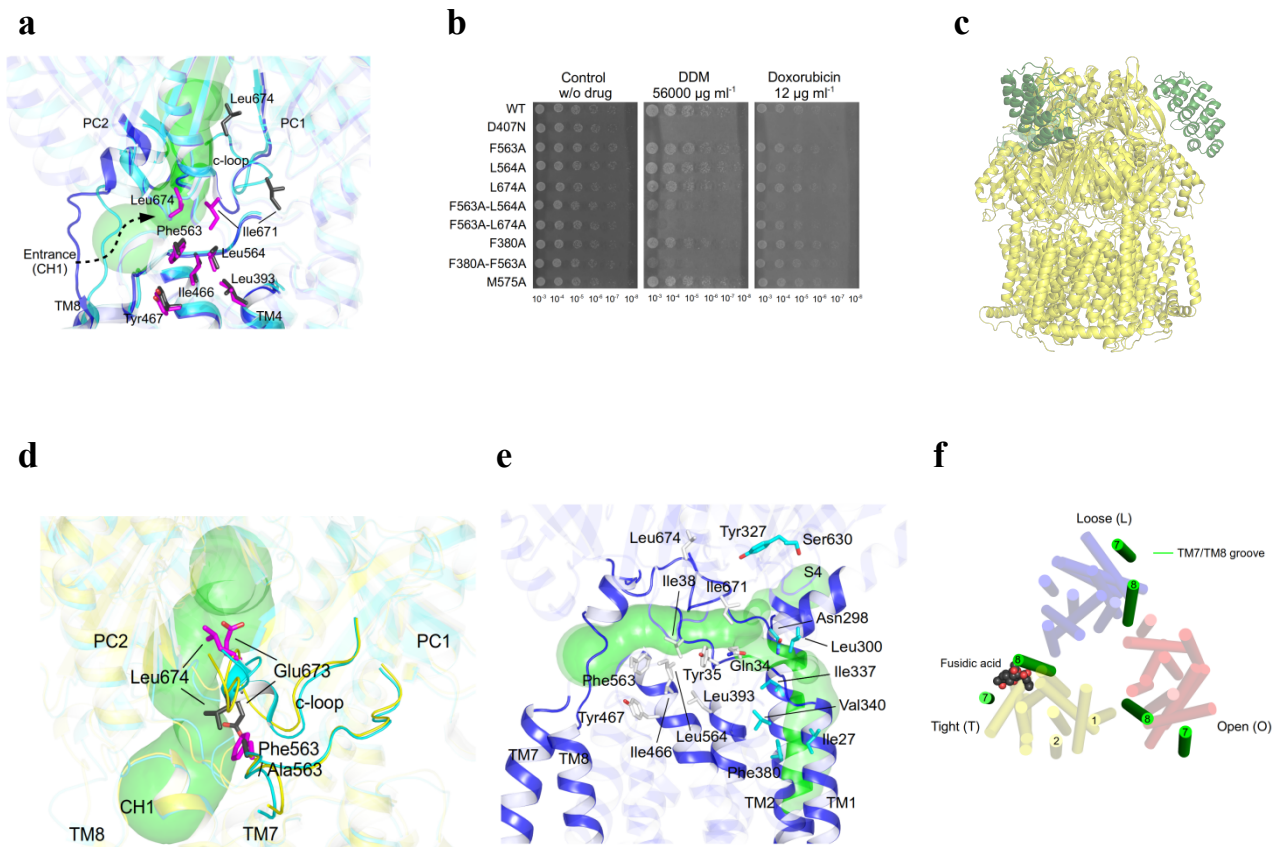 a
Leu674
PC2
PC1
c-loop
Leu674
Phe563
Ile671
Entrance
(CH1)
Leu564
Leu393
Ile466
TM8
Tyr467
TM4
b
Control
w/o drug
DDM
56000 µg ml-1
Doxorubicin
12 µg ml-1
WT
D407N
F563A
L564A
L674A
F563A-L564A
F563A-L674A
F380A
F380A-F563A
M575A
10-3 10-4 10-5 10-6 10-7 10-8
10-3 10-4 10-5 10-6 10-7 10-8
10-3 10-4 10-5 10-6 10-7 10-8
c
d
PC2
PC1
Leu674
Glu673
c-loop
Phe563
/ Ala563
CH1
TM8
TM7
e
Tyr327
Ser630
Leu674
Ile38
Ile671
S4
Asn298
Leu300
Phe563
Tyr35
Gln34
Ile337
Tyr467
Leu393
Val340
Ile466
Leu564
Ile27
TM7
TM8
Phe380
TM2
TM1
f
Loose (L)
7
TM7/TM8 groove
8
Fusidic acid
8
7
Tight (T)
1
2
8
7
Open (O)